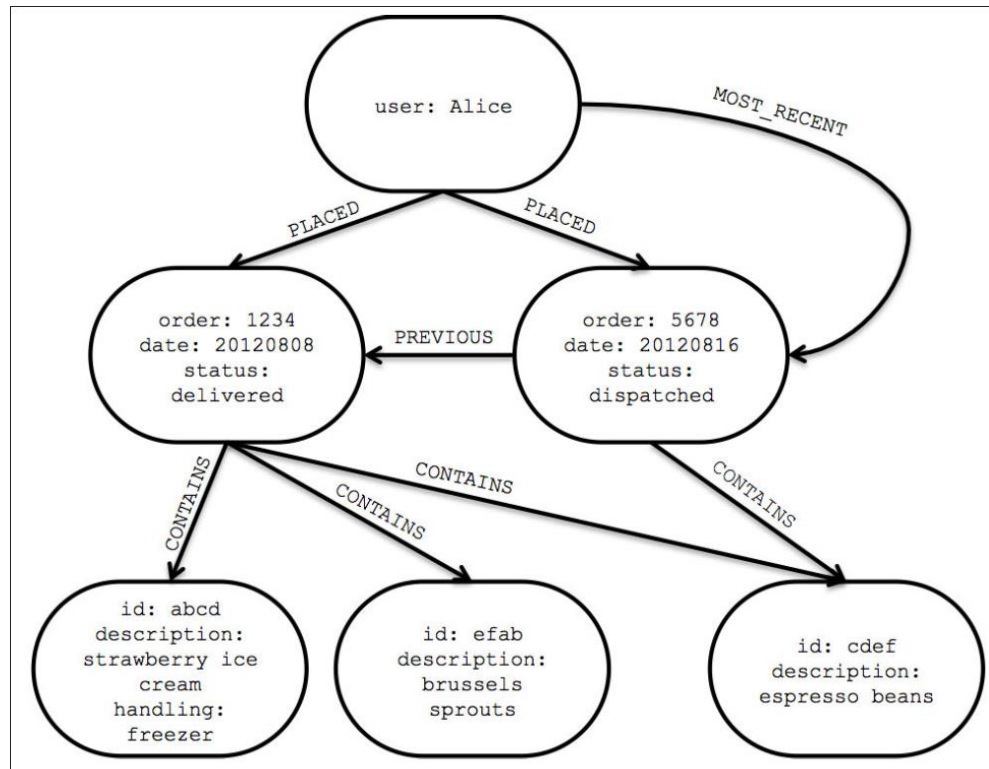 user: Alice
MOST_RECENT
PLACED
PLACED
order: 1234
date: 20120808
status:
delivered
PREVIOUS
order: 5678
date: 20120816
status:
dispatched
CONTAINS
CONTAINS
CONTAINS
CONTAINS
id: abcd
description:
strawberry ice
cream
handling:
freezer
id: efab
description:
brussels
sprouts
id: cdef
description:
espresso beans